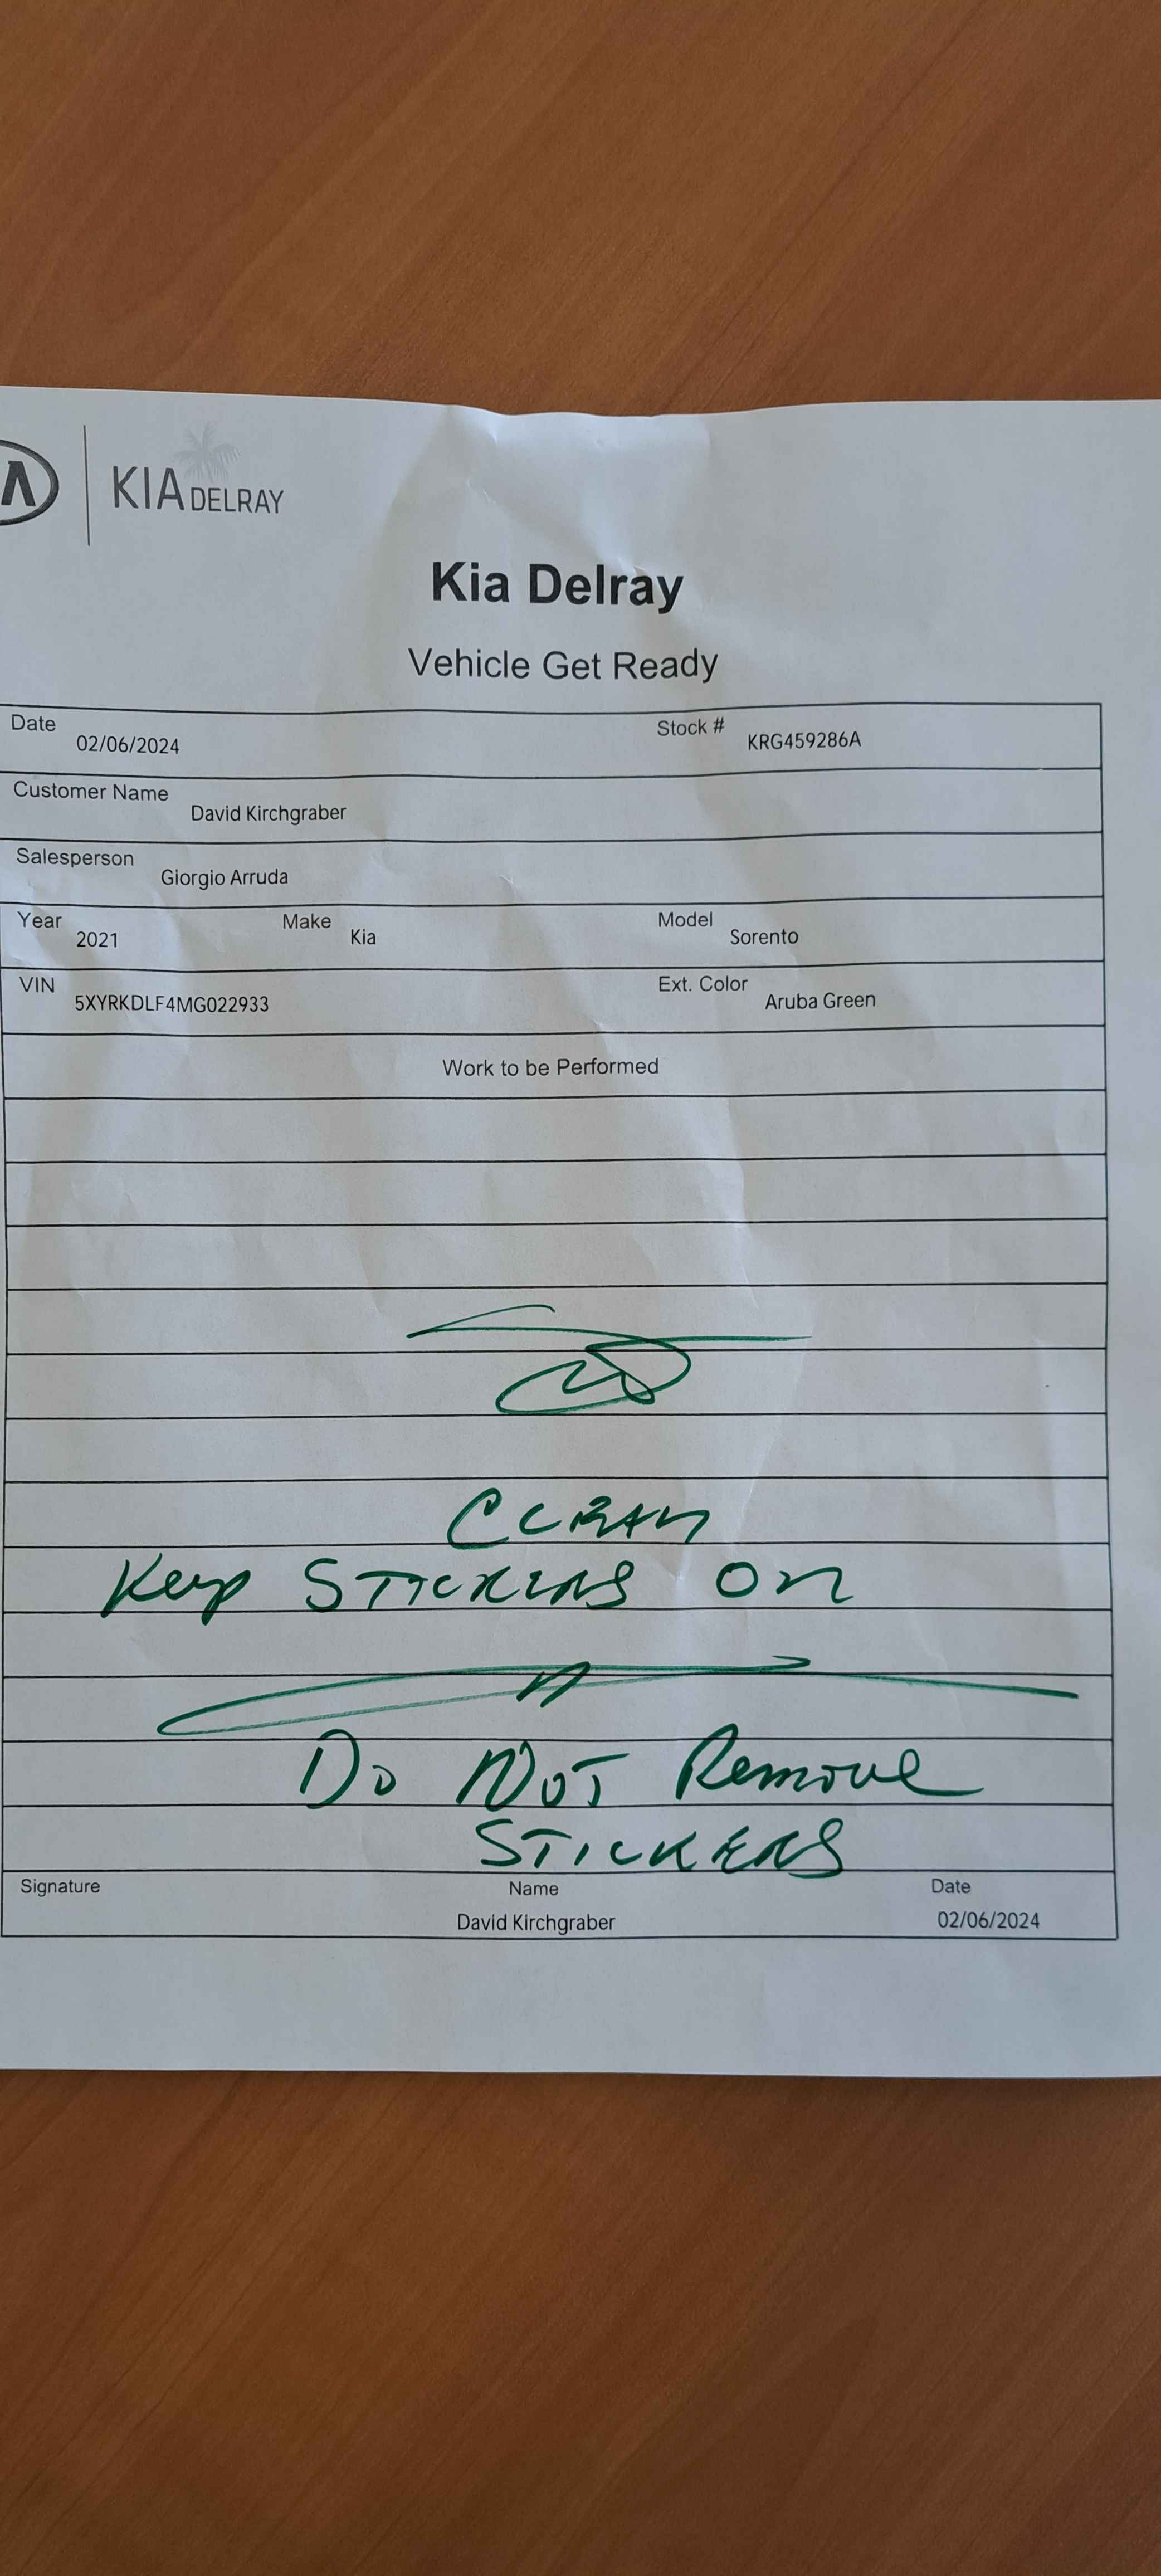 KIA DELRAY
Kia Delray
Vehicle Get Ready
Date 02/06/2024 Stock # KRG459286A
Customer Name David Kirchgraber
Salesperson Giorgio Arruda
Year 2021 Make Kia Model Sorento
VIN 5XYRKDLF4MG022933 Ext. Color Aruba Green
Work to be Performed
CLEAN
Keep STICKERS On
Do NOT Remove
STICKERS
Signature Name David Kirchgraber Date 02/06/2024